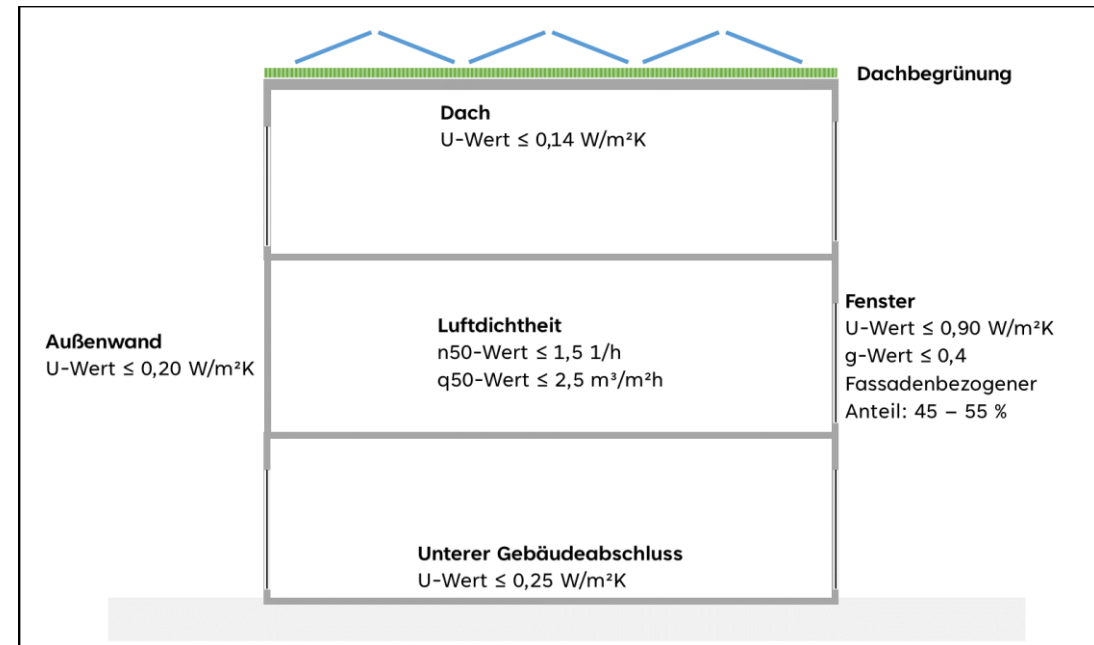 Dachbegrünung
Dach
U-Wert ≤ 0,14 W/m²K
Außenwand
U-Wert ≤ 0,20 W/m²K
Luftdichtheit
n50-Wert ≤ 1,5 1/h
q50-Wert ≤ 2,5 m³/m²h
Fenster
U-Wert ≤ 0,90 W/m²K
g-Wert ≤ 0,4
Fassadenbezogener
Anteil: 45 – 55 %
Unterer Gebäudeabschluss
U-Wert ≤ 0,25 W/m²K